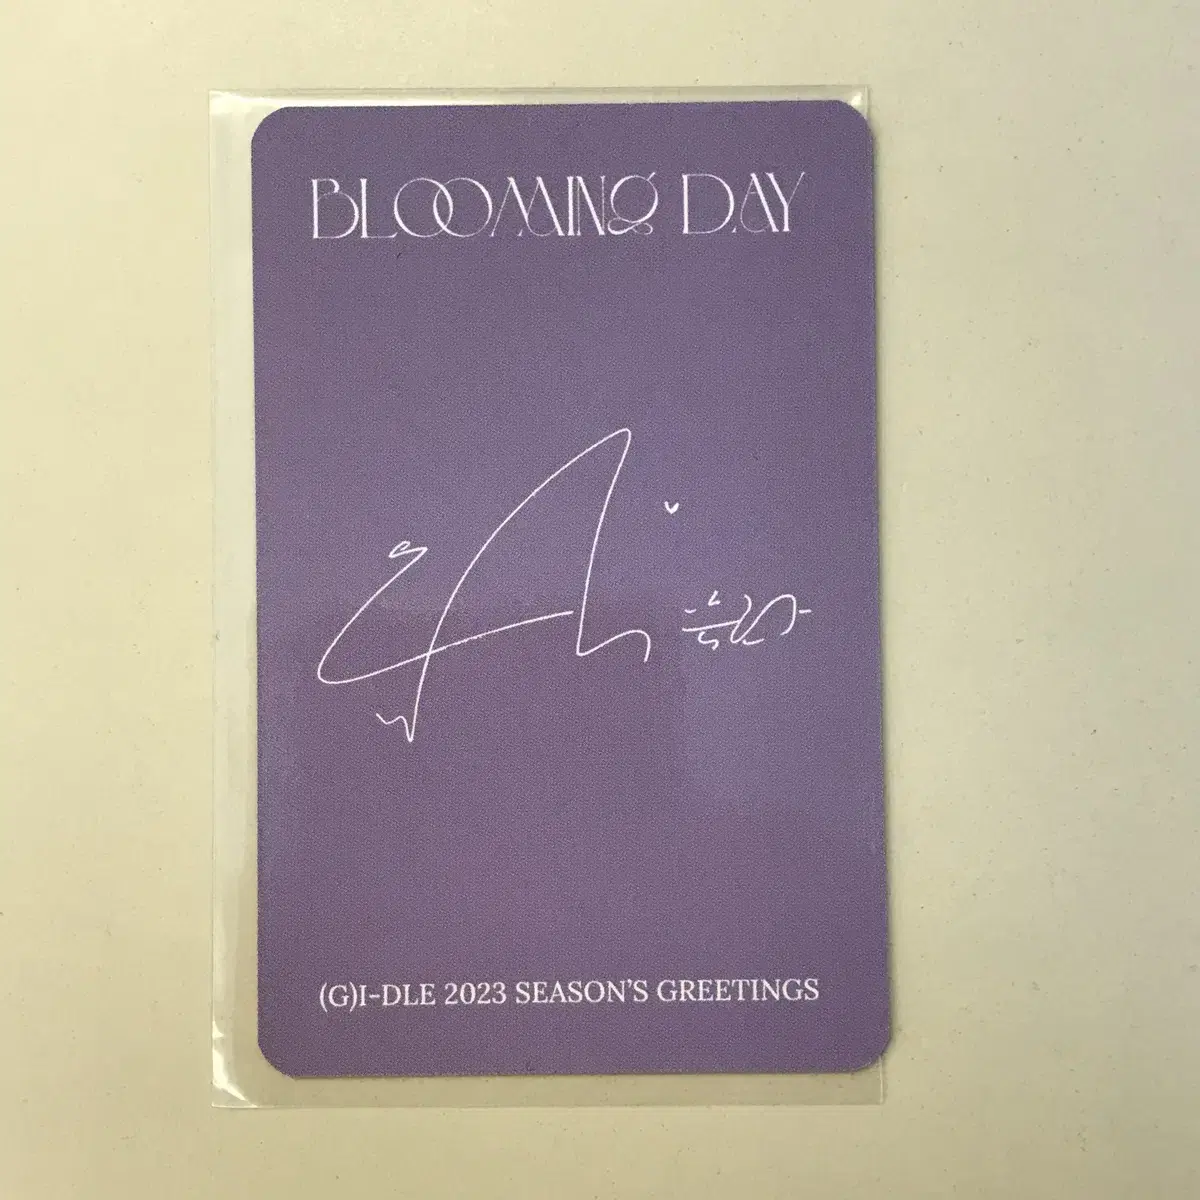 BLOOMING DAY
(G)I-DLE 2023 SEASON'S GREETINGS